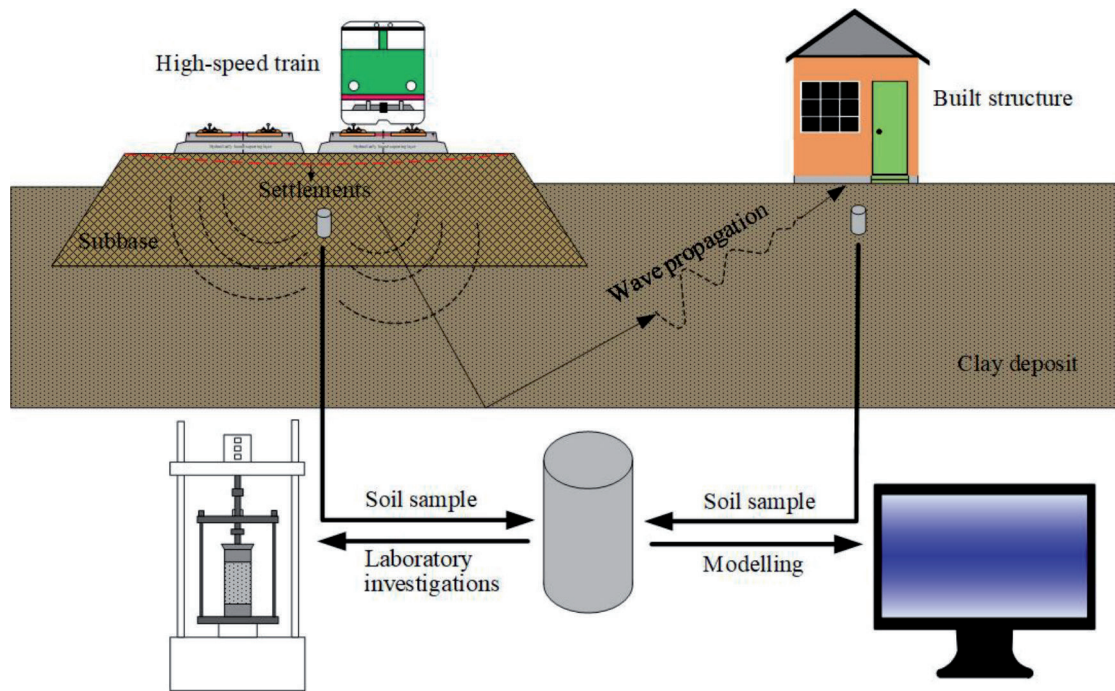 High-speed train
Built structure
Settlements
Subbase
Wave propagation
Clay deposit
Soil sample
Soil sample
Laboratory
investigations
Modelling